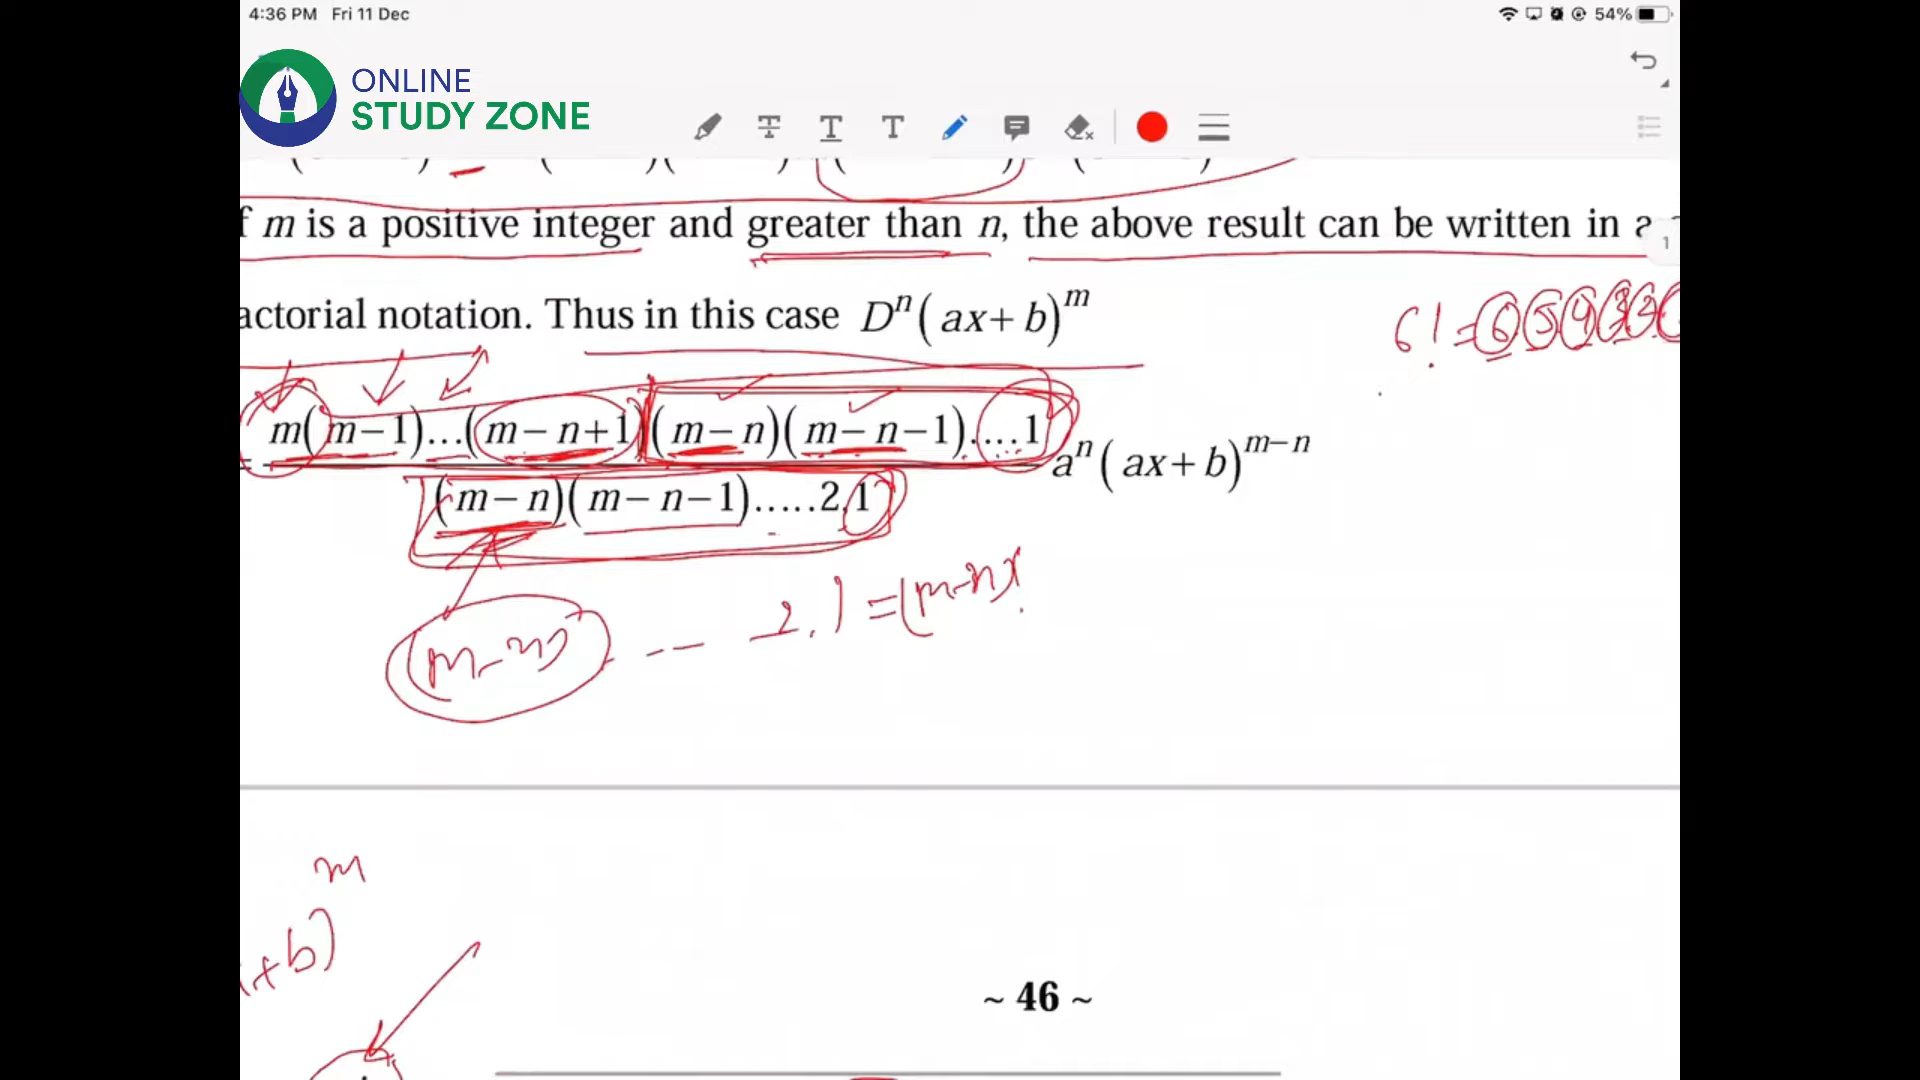 4:36 PM Fri 11 Dec
54%
ONLINE
STUDY ZONE
f m is a positive integer and greater than n, the above result can be written in a
1
actorial notation. Thus in this case Dⁿ(ax+b)ᵐ
6! = 6 5 4 3 2
= m(m−1)...(m−n+1)(m−n)(m−n−1)....1
aⁿ(ax+b)ᵐ⁻ⁿ
(m−n)(m−n−1).....2.1
(m-n) . -- 2.1 = (m-n)!
m
+b)
~ 46 ~